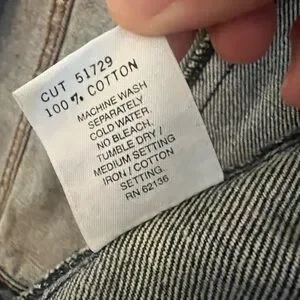 CUT 51729
100% COTTON
MACHINE WASH
SEPARATELY
COLD WATER.
NO BLEACH.
TUMBLE DRY/
MEDIUM SETTING
IRON/COTTON
SETTING.
RN 62136